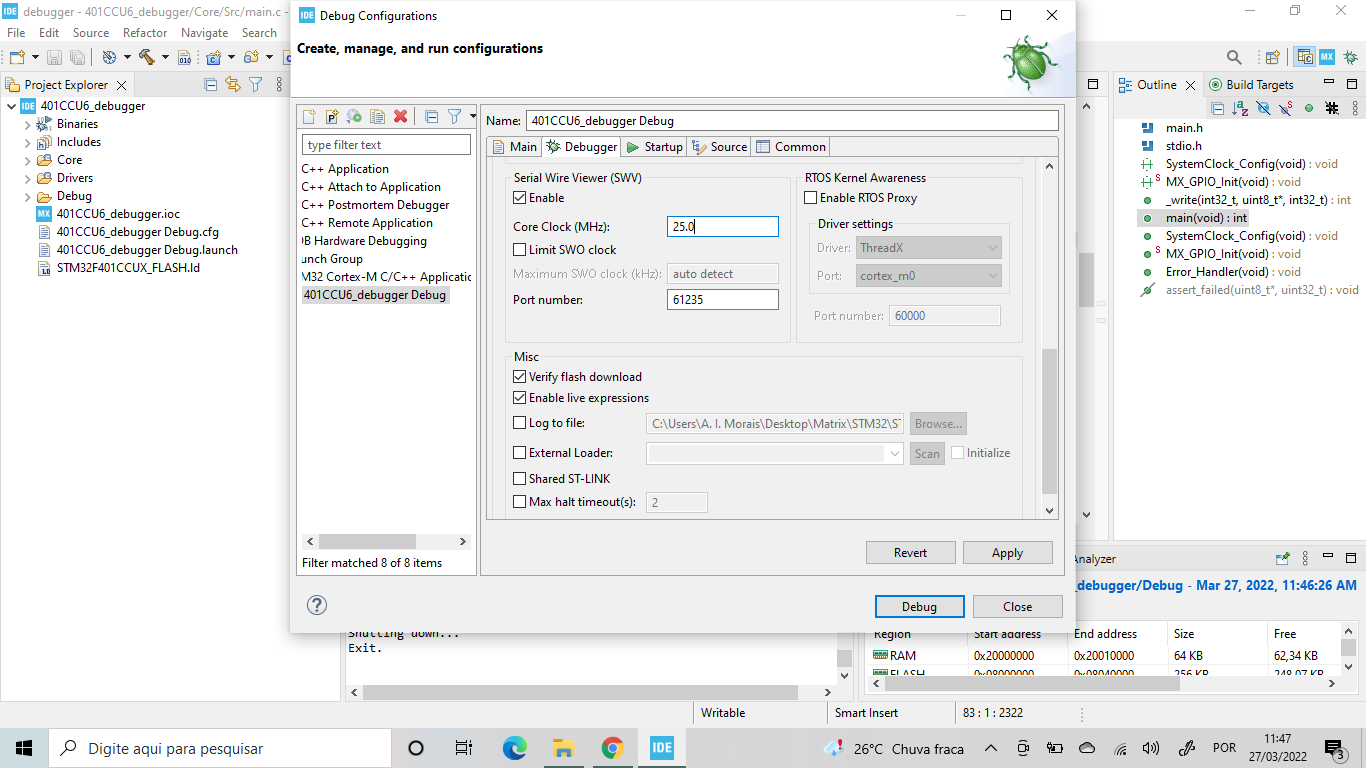 debugger - 401CCU6_debugger/Core/Src/main.c -
File Edit Source Refactor Navigate Search
Project Explorer
401CCU6_debugger
Binaries
Includes
Core
Drivers
Debug
401CCU6_debugger.ioc
401CCU6_debugger Debug.cfg
401CCU6_debugger Debug.launch
STM32F401CCUX_FLASH.ld
IDE Debug Configurations
Create, manage, and run configurations
type filter text
C++ Application
C++ Attach to Application
C++ Postmortem Debugger
C++ Remote Application
DB Hardware Debugging
unch Group
M32 Cortex-M C/C++ Applicatic
401CCU6_debugger Debug
Filter matched 8 of 8 items
Name: 401CCU6_debugger Debug
Main Debugger Startup Source Common
Serial Wire Viewer (SWV)
Enable
Core Clock (MHz): 25.0
Limit SWO clock
Maximum SWO clock (kHz): auto detect
Port number: 61235
RTOS Kernel Awareness
Enable RTOS Proxy
Driver settings
Driver: ThreadX
Port: cortex_m0
Port number: 60000
Misc
Verify flash download
Enable live expressions
Log to file: C:\Users\A. I. Morais\Desktop\Matrix\STM32\ST Browse...
External Loader: Scan Initialize
Shared ST-LINK
Max halt timeout(s): 2
Revert Apply
Debug Close
Outline Build Targets
main.h
stdio.h
SystemClock_Config(void) : void
MX_GPIO_Init(void) : void
_write(int32_t, uint8_t*, int32_t) : int
main(void) : int
SystemClock_Config(void) : void
MX_GPIO_Init(void) : void
Error_Handler(void) : void
assert_failed(uint8_t*, uint32_t) : void
Analyzer
_debugger/Debug - Mar 27, 2022, 11:46:26 AM
Region Start address End address Size Free
RAM 0x20000000 0x20010000 64 KB 62,34 KB
FLASH 0x08000000 0x08040000 256 KB 248,07 KB
Shutting down...
Exit.
Writable Smart Insert 83 : 1 : 2322
Digite aqui para pesquisar
IDE
26°C Chuva fraca
POR
11:47
27/03/2022
3